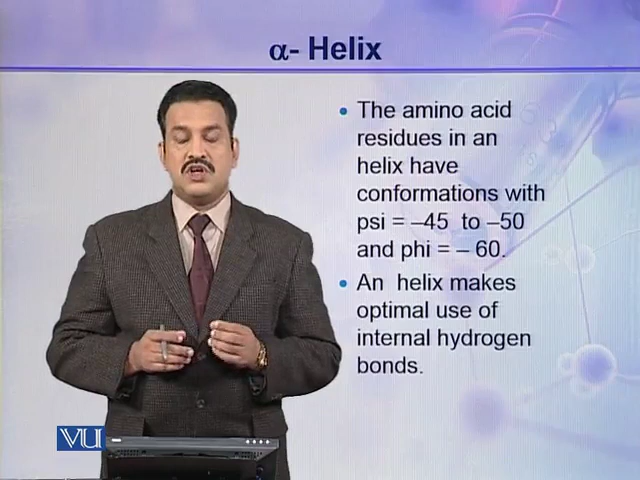 α- Helix
• The amino acid
residues in an
helix have
conformations with
psi = –45 to –50
and phi = – 60.
• An helix makes
optimal use of
internal hydrogen
bonds.
VU